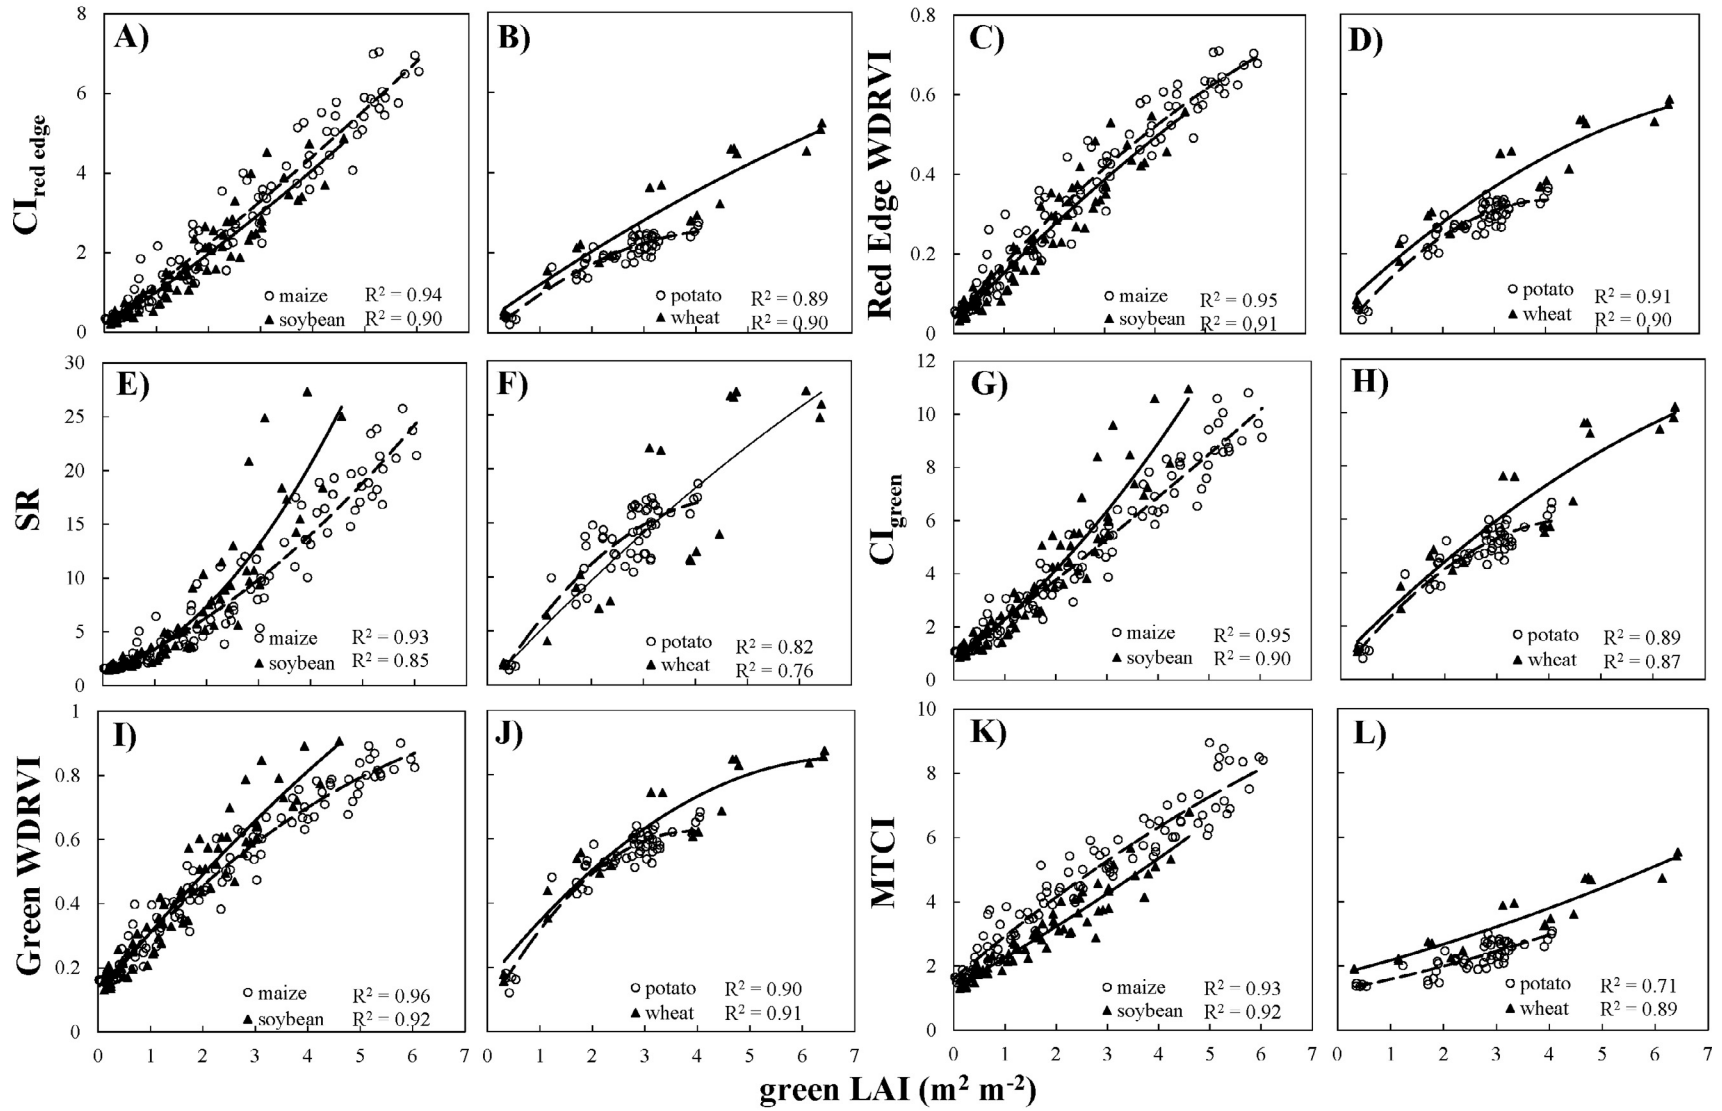 A)
CI red edge
8
6
4
2
0
maize R² = 0.94
soybean R² = 0.90
B)
potato R² = 0.89
wheat R² = 0.90
C)
Red Edge WDRVI
0.8
0.6
0.4
0.2
0
maize R² = 0.95
soybean R² = 0.91
D)
potato R² = 0.91
wheat R² = 0.90
E)
SR
30
25
20
15
10
5
0
maize R² = 0.93
soybean R² = 0.85
F)
potato R² = 0.82
wheat R² = 0.76
G)
CI green
12
10
8
6
4
2
0
maize R² = 0.95
soybean R² = 0.90
H)
potato R² = 0.89
wheat R² = 0.87
I)
Green WDRVI
1
0.8
0.6
0.4
0.2
0
maize R² = 0.96
soybean R² = 0.92
0 1 2 3 4 5 6 7
J)
potato R² = 0.90
wheat R² = 0.91
0 1 2 3 4 5 6 7
K)
MTCI
10
8
6
4
2
0
maize R² = 0.93
soybean R² = 0.92
0 1 2 3 4 5 6 7
L)
potato R² = 0.71
wheat R² = 0.89
0 1 2 3 4 5 6 7
green LAI (m² m⁻²)